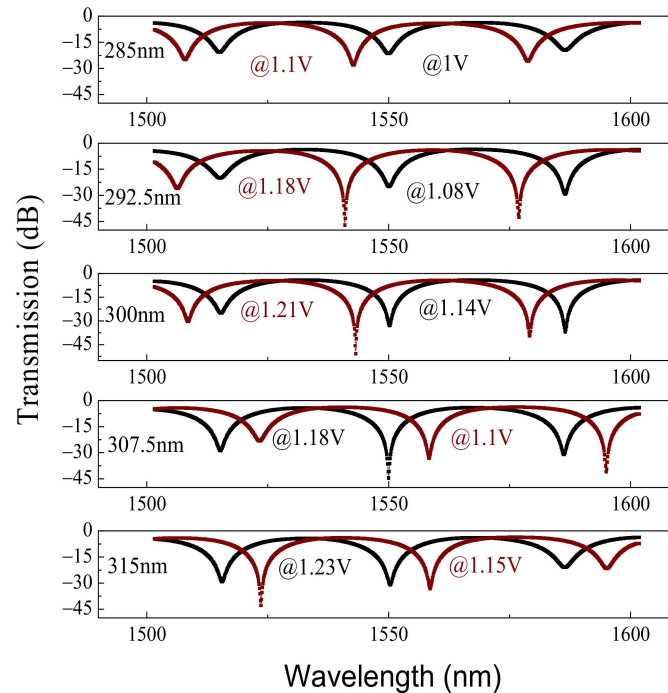 Transmission (dB)
0
−15
−30
−45
285nm
@1.1V
@1V
1500
1550
1600
0
−15
−30
−45
292.5nm
@1.18V
@1.08V
1500
1550
1600
0
−15
−30
−45
300nm
@1.21V
@1.14V
1500
1550
1600
0
−15
−30
−45
307.5nm
@1.18V
@1.1V
1500
1550
1600
0
−15
−30
−45
315nm
@1.23V
@1.15V
1500
1550
1600
Wavelength (nm)